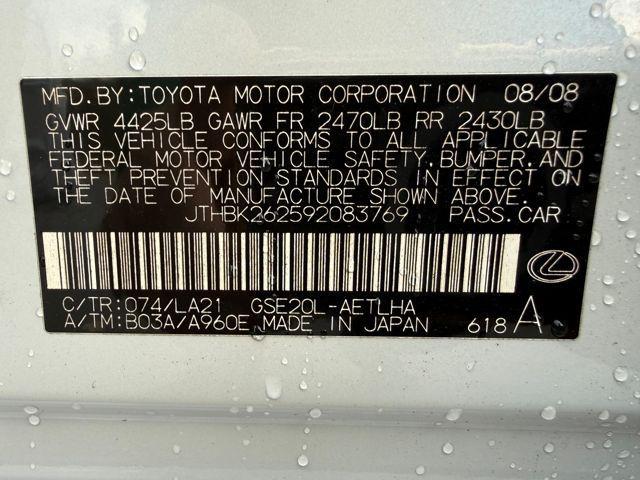 MFD.BY:TOYOTA MOTOR CORPORATION 08/08
GVWR 4425LB GAWR FR 2470LB RR 2430LB
THIS VEHICLE CONFORMS TO ALL APPLICABLE
FEDERAL MOTOR VEHICLE SAFETY,BUMPER,AND
THEFT PREVENTION STANDARDS IN EFFECT ON
THE DATE OF MANUFACTURE SHOWN ABOVE.
JTHBK262592083769 PASS.CAR
C/TR:074/LA21 GSE20L-AETLHA
A/TM:B03A/A960E MADE IN JAPAN 618 A